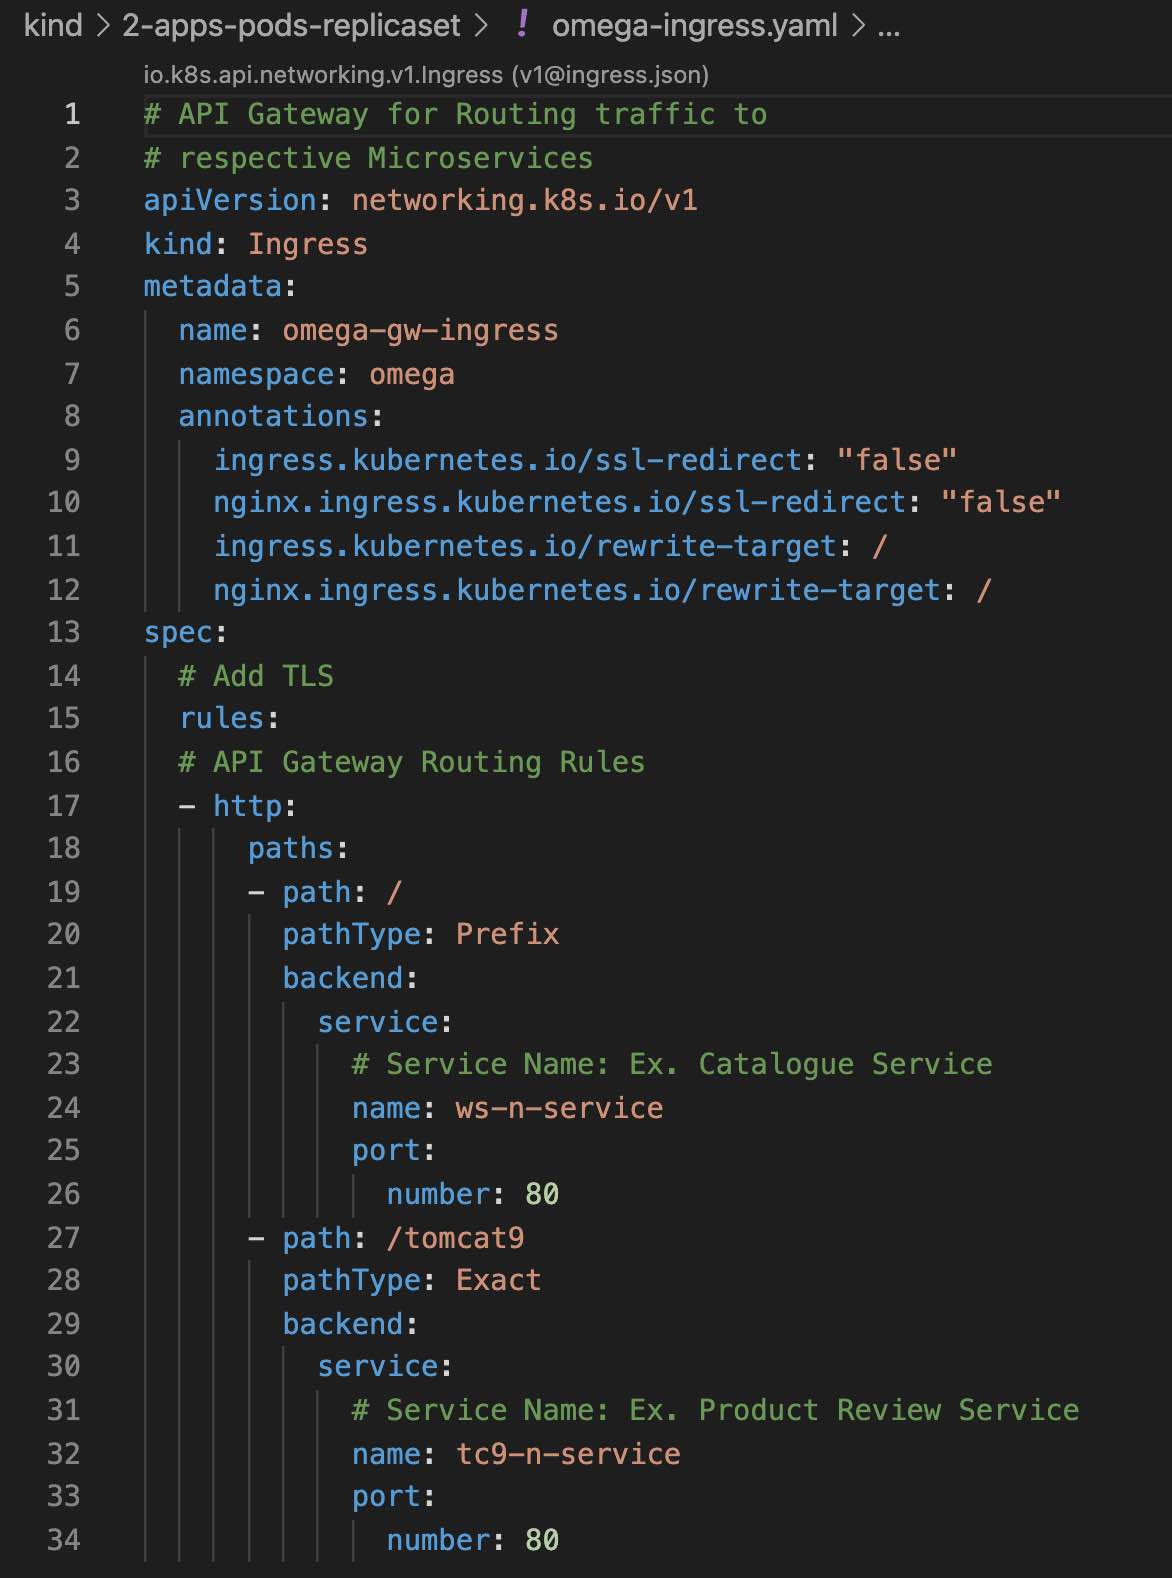 kind > 2-apps-pods-replicaset > ! omega-ingress.yaml > ...
io.k8s.api.networking.v1.Ingress (v1@ingress.json)
1 # API Gateway for Routing traffic to
2 # respective Microservices
3 apiVersion: networking.k8s.io/v1
4 kind: Ingress
5 metadata:
6   name: omega-gw-ingress
7   namespace: omega
8   annotations:
9     ingress.kubernetes.io/ssl-redirect: "false"
10     nginx.ingress.kubernetes.io/ssl-redirect: "false"
11     ingress.kubernetes.io/rewrite-target: /
12     nginx.ingress.kubernetes.io/rewrite-target: /
13 spec:
14   # Add TLS
15   rules:
16   # API Gateway Routing Rules
17   - http:
18       paths:
19       - path: /
20         pathType: Prefix
21         backend:
22           service:
23             # Service Name: Ex. Catalogue Service
24             name: ws-n-service
25             port:
26               number: 80
27       - path: /tomcat9
28         pathType: Exact
29         backend:
30           service:
31             # Service Name: Ex. Product Review Service
32             name: tc9-n-service
33             port:
34               number: 80